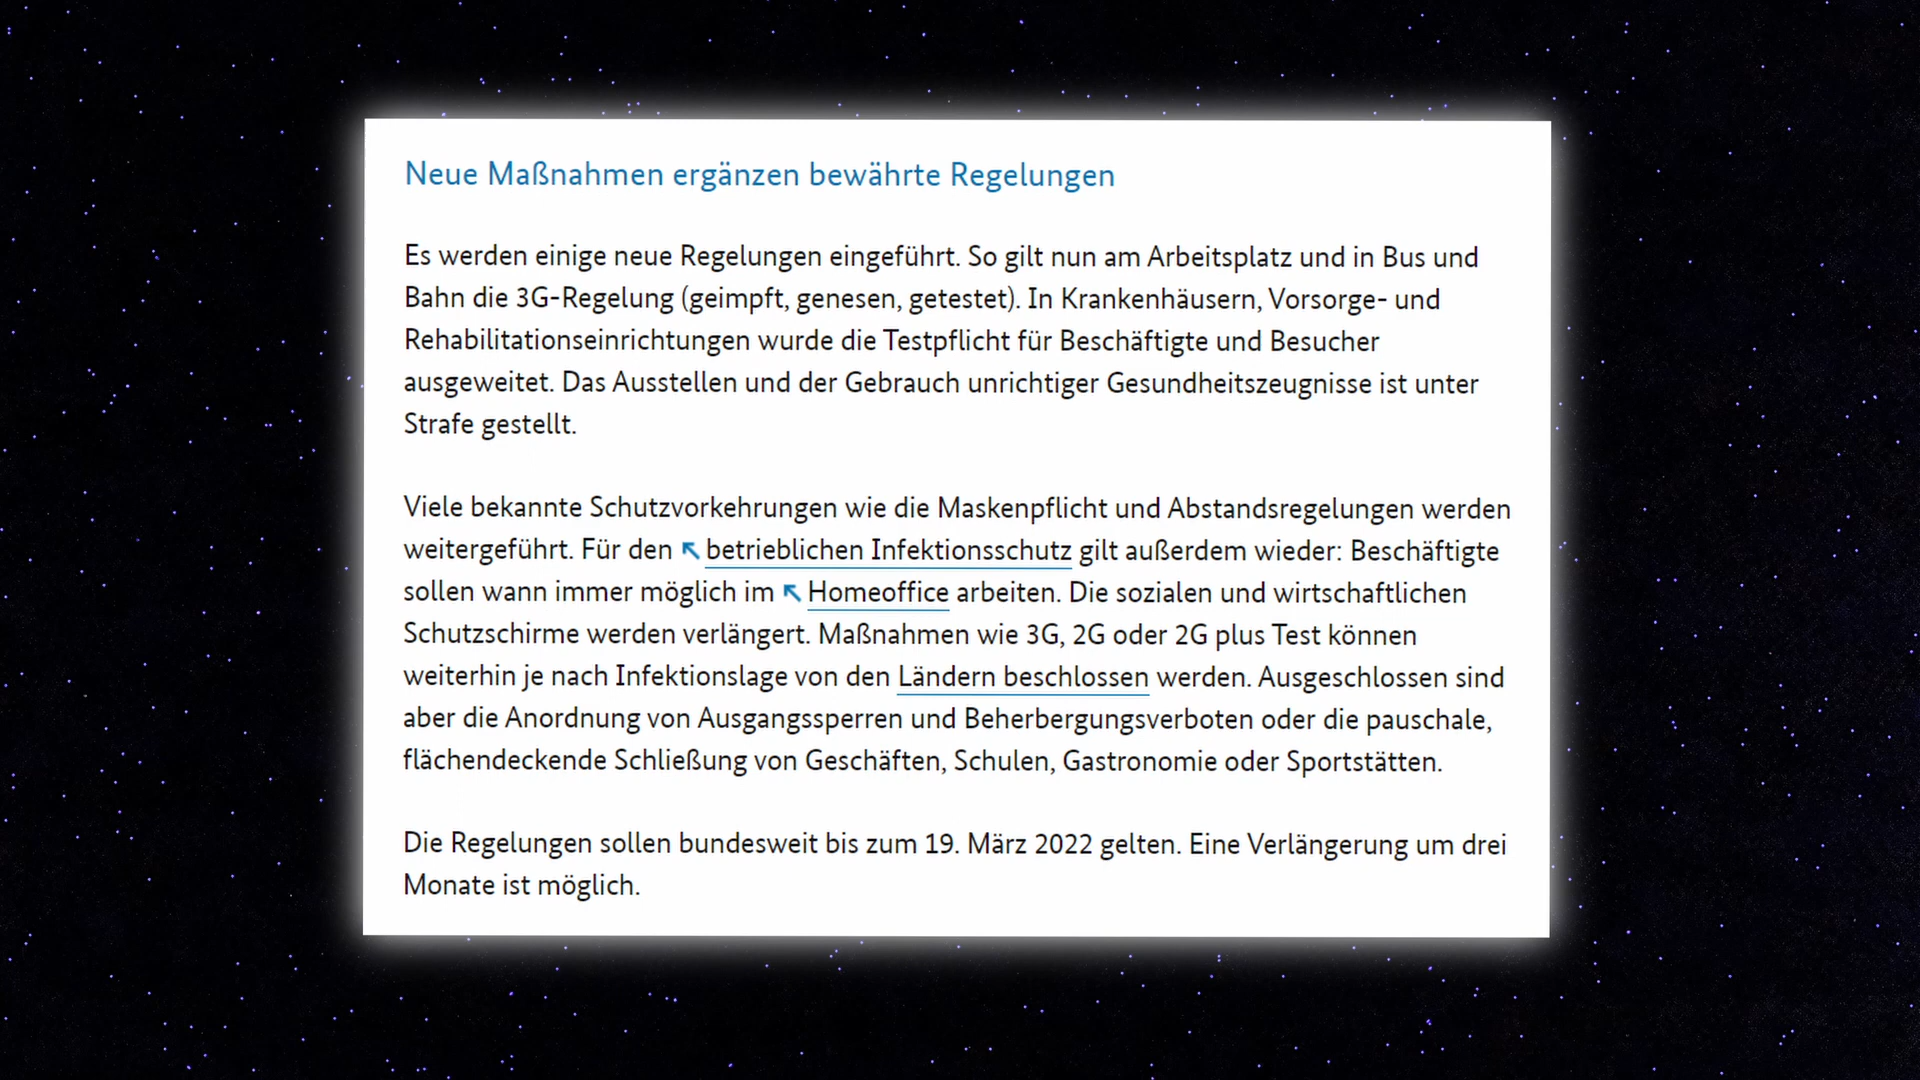 Neue Maßnahmen ergänzen bewährte Regelungen
Es werden einige neue Regelungen eingeführt. So gilt nun am Arbeitsplatz und in Bus und
Bahn die 3G-Regelung (geimpft, genesen, getestet). In Krankenhäusern, Vorsorge- und
Rehabilitationseinrichtungen wurde die Testpflicht für Beschäftigte und Besucher
ausgeweitet. Das Ausstellen und der Gebrauch unrichtiger Gesundheitszeugnisse ist unter
Strafe gestellt.
Viele bekannte Schutzvorkehrungen wie die Maskenpflicht und Abstandsregelungen werden
weitergeführt. Für den betrieblichen Infektionsschutz gilt außerdem wieder: Beschäftigte
sollen wann immer möglich im Homeoffice arbeiten. Die sozialen und wirtschaftlichen
Schutzschirme werden verlängert. Maßnahmen wie 3G, 2G oder 2G plus Test können
weiterhin je nach Infektionslage von den Ländern beschlossen werden. Ausgeschlossen sind
aber die Anordnung von Ausgangssperren und Beherbergungsverboten oder die pauschale,
flächendeckende Schließung von Geschäften, Schulen, Gastronomie oder Sportstätten.
Die Regelungen sollen bundesweit bis zum 19. März 2022 gelten. Eine Verlängerung um drei
Monate ist möglich.